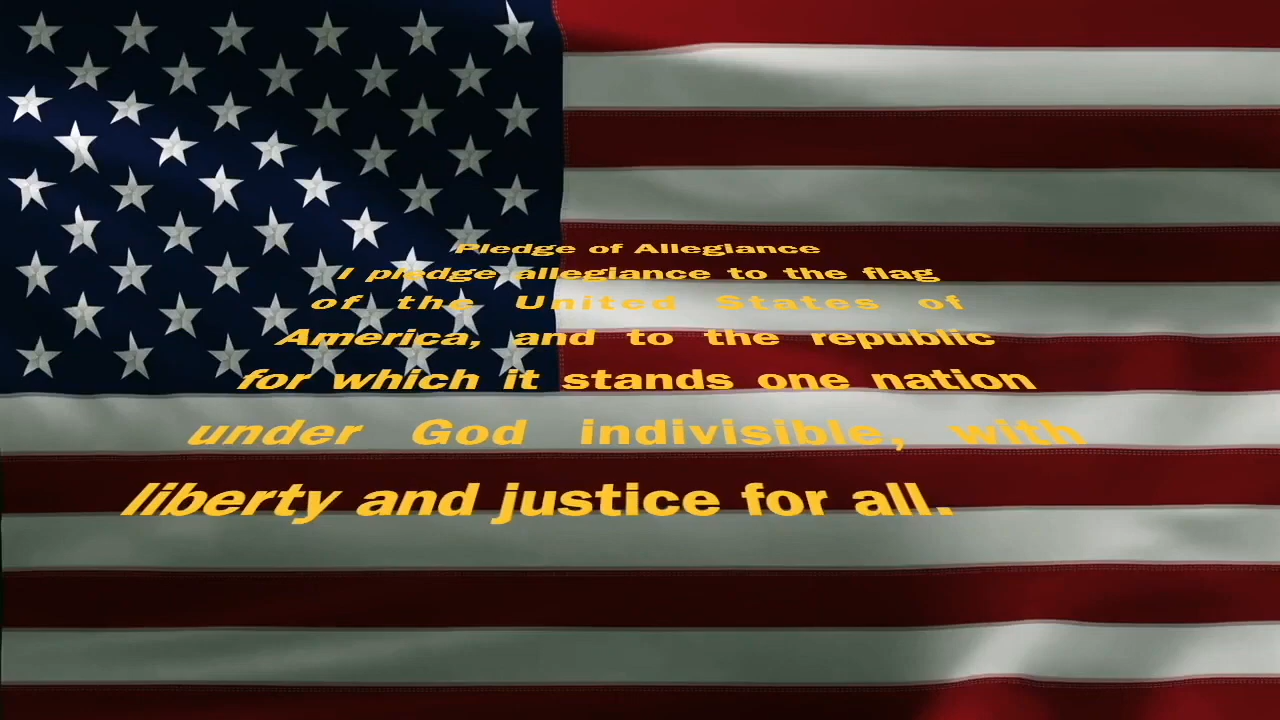 Pledge of Allegiance
I pledge allegiance to the flag
of the United States of
America, and to the republic
for which it stands one nation
under God indivisible, with
liberty and justice for all.